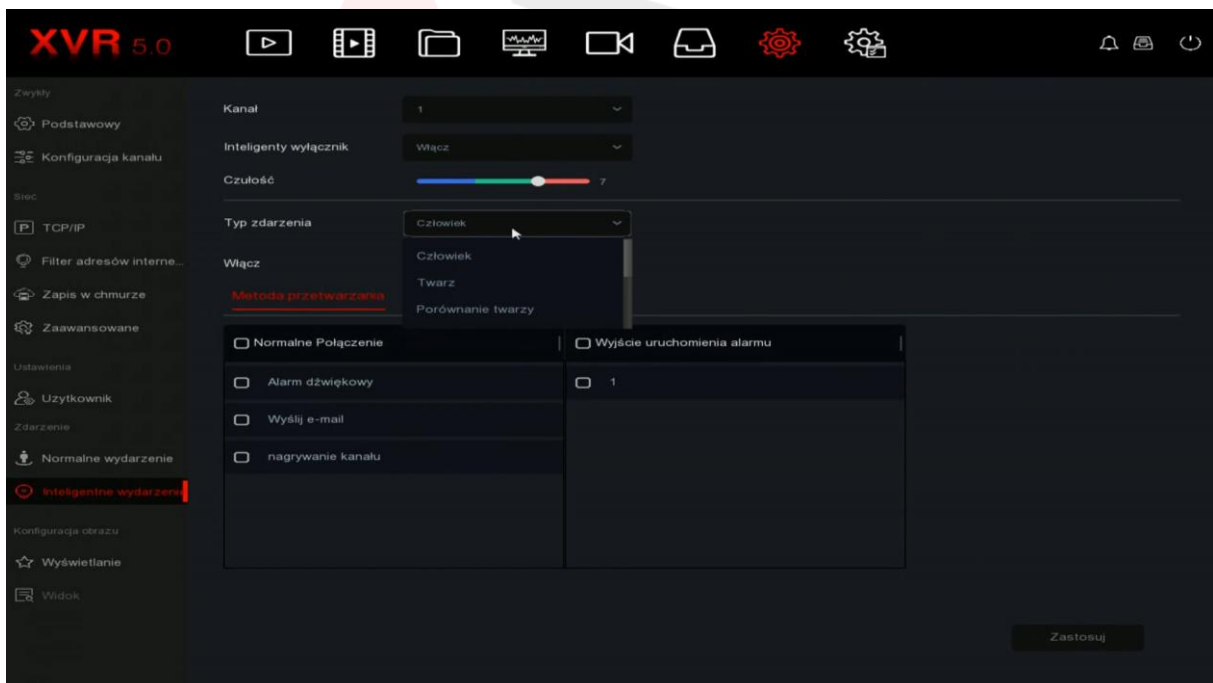 XVR 5.0
Zwykły
Podstawowy
Konfiguracja kanału
Sieć
TCP/IP
Filter adresów interne...
Zapis w chmurze
Zaawansowane
Ustawienia
Użytkownik
Zdarzenie
Normalne wydarzenie
Inteligentne wydarzenie
Konfiguracja obrazu
Wyświetlanie
Widok
Kanał 1
Inteligenty wyłącznik Włącz
Czułość 7
Typ zdarzenia Człowiek
Człowiek
Włącz
Twarz
Metoda przetwarzania
Porównanie twarzy
Normalne Połączenie Wyjście uruchomienia alarmu
Alarm dźwiękowy 1
Wyślij e-mail
nagrywanie kanału
Zastosuj